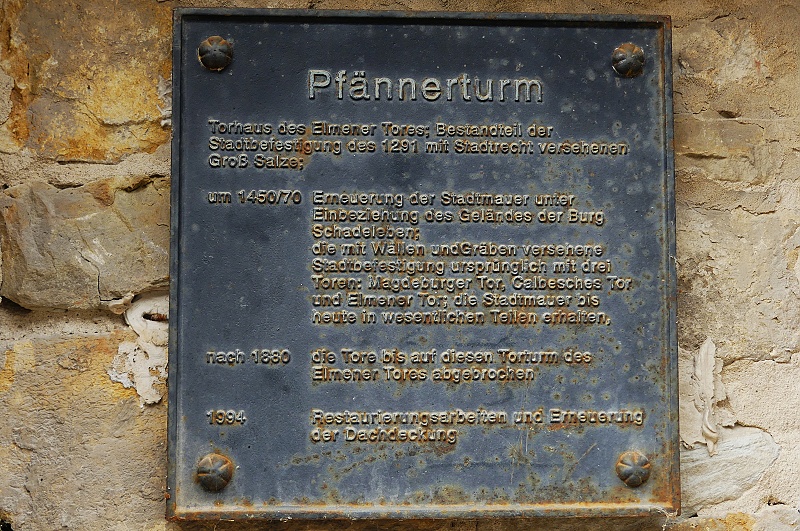 Pfännerturm
Torhaus des Elmener Tores; Bestandteil der
Stadtbefestigung des 1291 mit Stadtrecht versehenen
Groß Salze;
um 1450/70 Erneuerung der Stadtmauer unter
Einbeziehung des Geländes der Burg
Schadeleben;
die mit Wällen undGräben versehene
Stadtbefestigung ursprünglich mit drei
Toren: Magdeburger Tor, Calbesches Tor
und Elmener Tor; die Stadtmauer bis
heute in wesentlichen Teilen erhalten,
nach 1880 die Tore bis auf diesen Torturm des
Elmener Tores abgebrochen
1994 Restaurierungsarbeiten und Erneuerung
der Dachdeckung